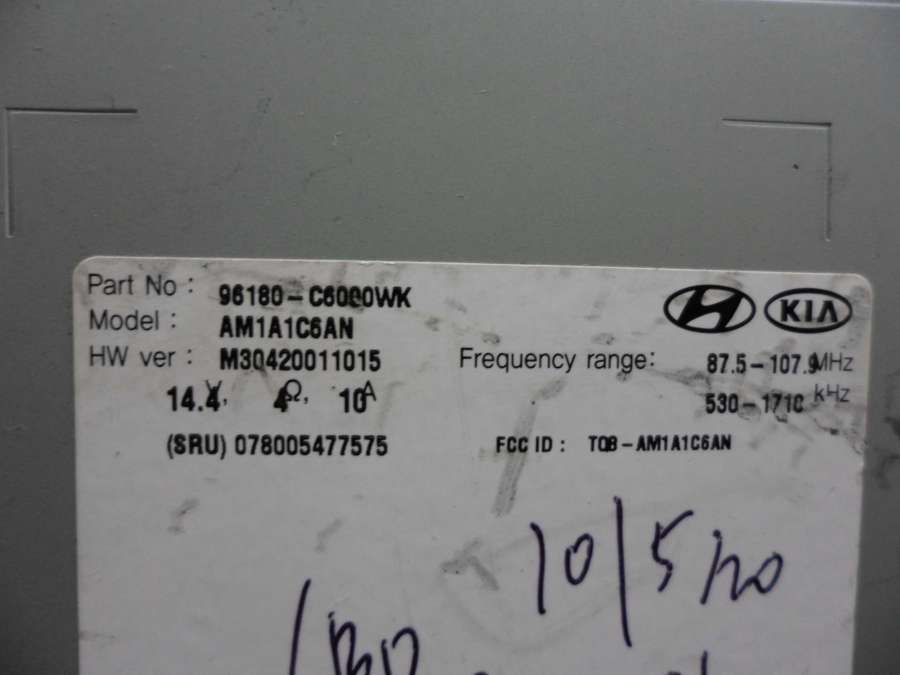 Part No : 96180-C6000WK
Model : AM1A1C6AN
HW ver : M30420011015
14.4V, 4Ω, 10A
(SRU) 078005477575
KIA
Frequency range: 87.5-107.9MHz
530-1710 kHz
FCC ID : TQ8-AM1A1C6AN
10/5/20